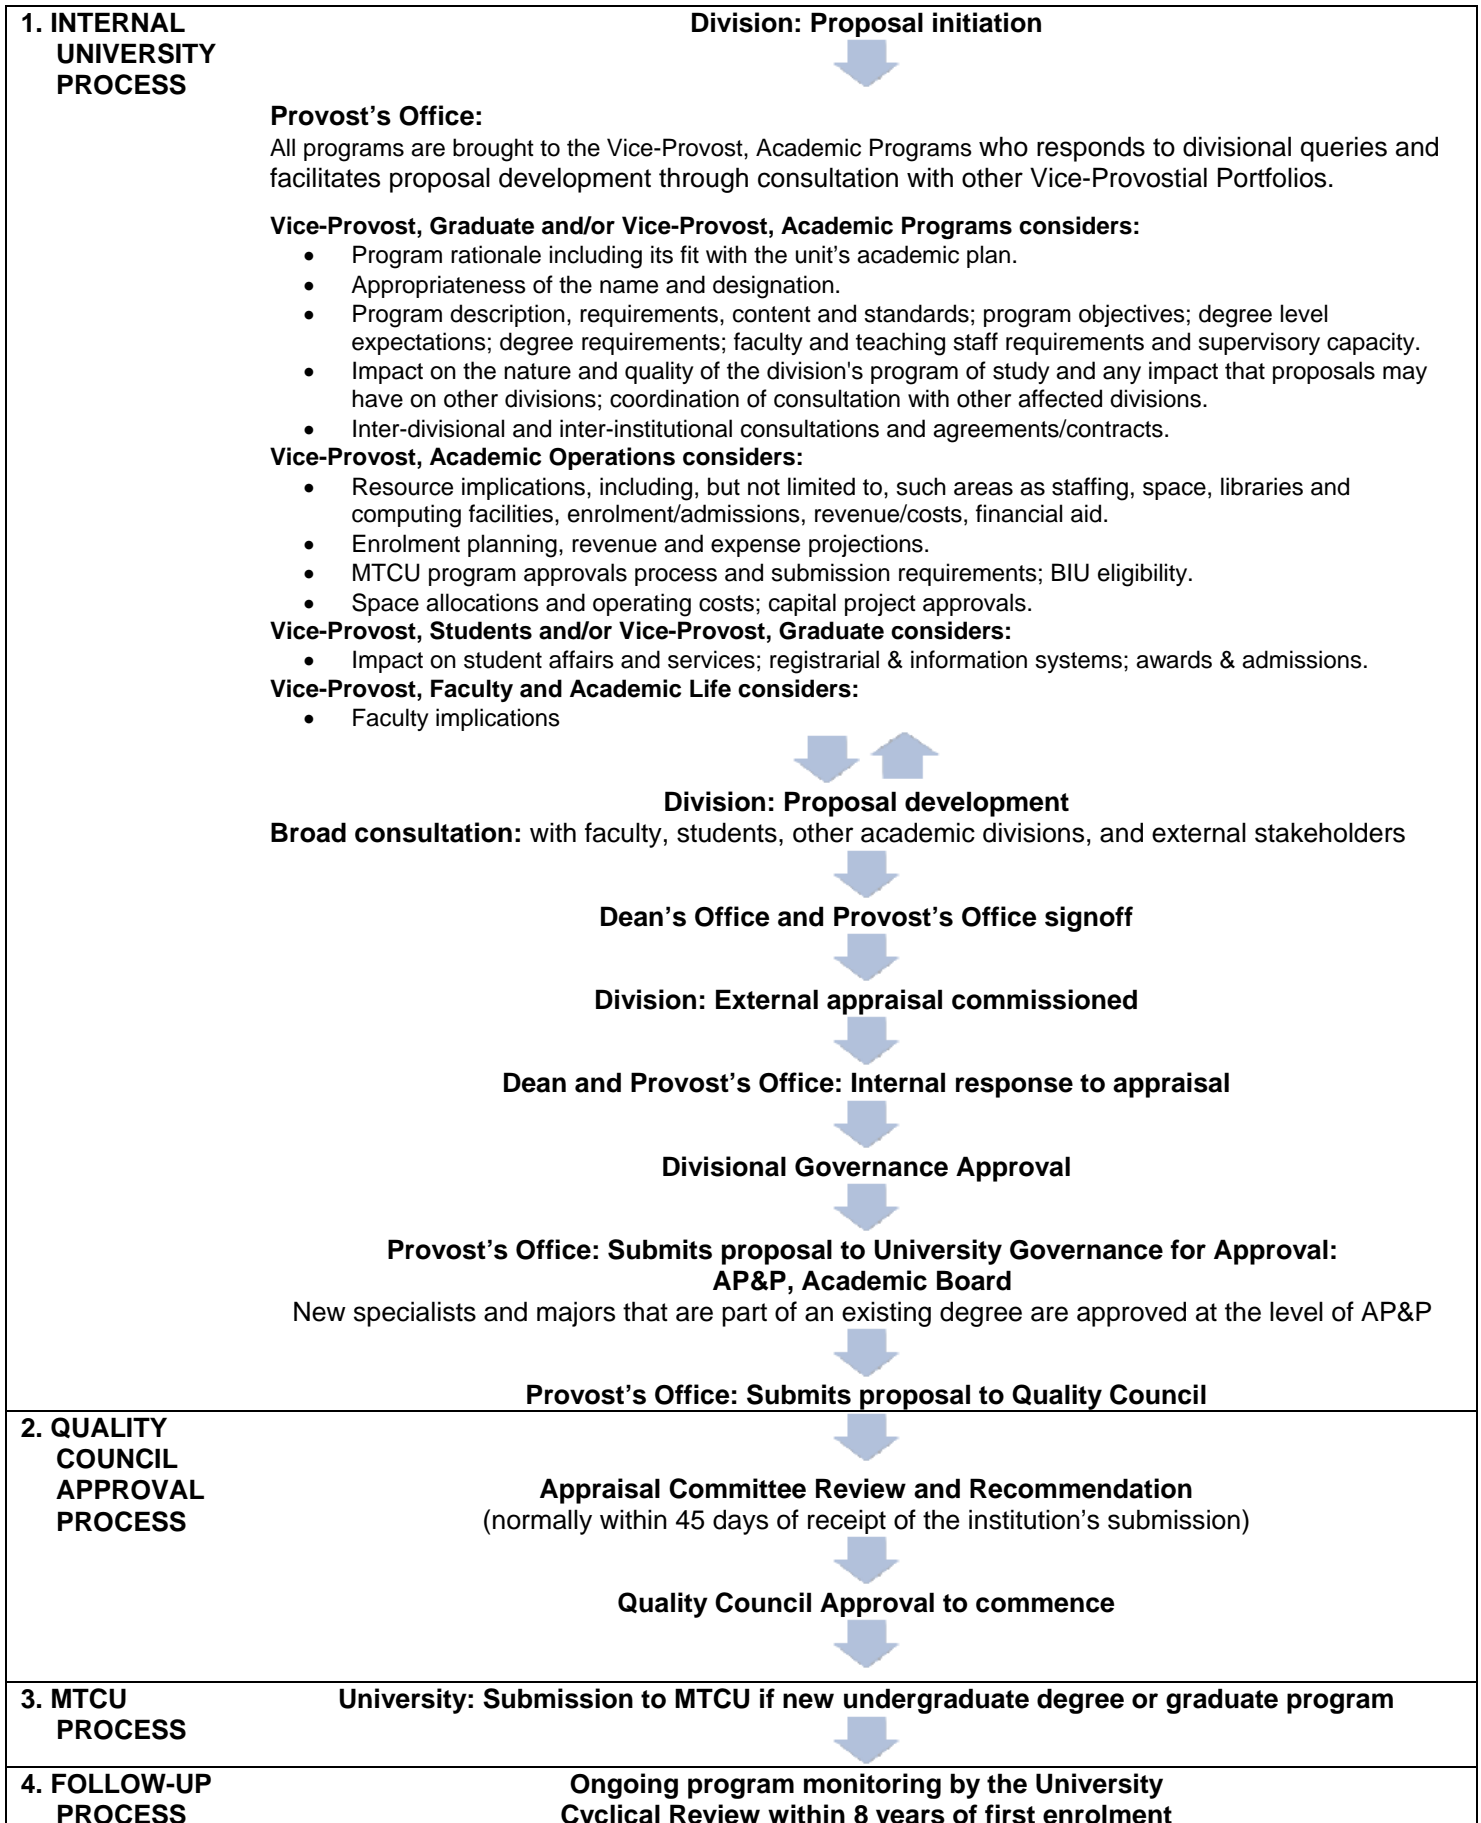 1. INTERNAL
UNIVERSITY
PROCESS
Division: Proposal initiation
Provost’s Office:
All programs are brought to the Vice-Provost, Academic Programs who responds to divisional queries and
facilitates proposal development through consultation with other Vice-Provostial Portfolios.
Vice-Provost, Graduate and/or Vice-Provost, Academic Programs considers:
• Program rationale including its fit with the unit’s academic plan.
• Appropriateness of the name and designation.
• Program description, requirements, content and standards; program objectives; degree level
expectations; degree requirements; faculty and teaching staff requirements and supervisory capacity.
• Impact on the nature and quality of the division's program of study and any impact that proposals may
have on other divisions; coordination of consultation with other affected divisions.
• Inter-divisional and inter-institutional consultations and agreements/contracts.
Vice-Provost, Academic Operations considers:
• Resource implications, including, but not limited to, such areas as staffing, space, libraries and
computing facilities, enrolment/admissions, revenue/costs, financial aid.
• Enrolment planning, revenue and expense projections.
• MTCU program approvals process and submission requirements; BIU eligibility.
• Space allocations and operating costs; capital project approvals.
Vice-Provost, Students and/or Vice-Provost, Graduate considers:
• Impact on student affairs and services; registrarial & information systems; awards & admissions.
Vice-Provost, Faculty and Academic Life considers:
• Faculty implications
Division: Proposal development
Broad consultation: with faculty, students, other academic divisions, and external stakeholders
Dean’s Office and Provost’s Office signoff
Division: External appraisal commissioned
Dean and Provost’s Office: Internal response to appraisal
Divisional Governance Approval
Provost’s Office: Submits proposal to University Governance for Approval:
AP&P, Academic Board
New specialists and majors that are part of an existing degree are approved at the level of AP&P
Provost’s Office: Submits proposal to Quality Council
2. QUALITY
COUNCIL
APPROVAL
PROCESS
Appraisal Committee Review and Recommendation
(normally within 45 days of receipt of the institution’s submission)
Quality Council Approval to commence
3. MTCU
PROCESS
University: Submission to MTCU if new undergraduate degree or graduate program
4. FOLLOW-UP
PROCESS
Ongoing program monitoring by the University
Cyclical Review within 8 years of first enrolment